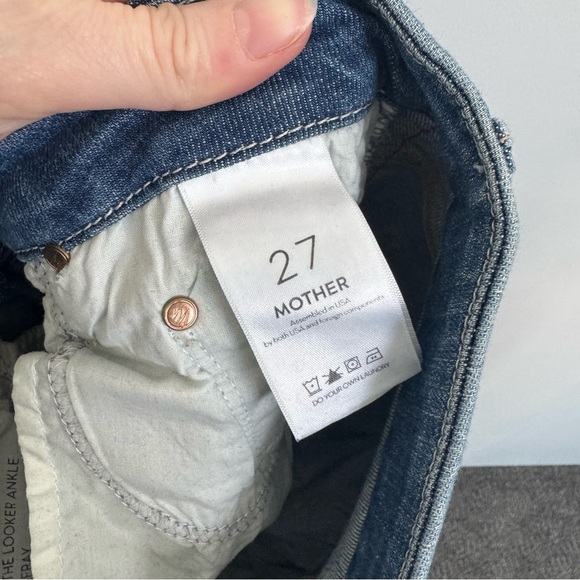 27
MOTHER
Assembled in USA
by both USA and foreign components
DO YOUR OWN LAUNDRY
THE LOOKER ANKLE
FRAY